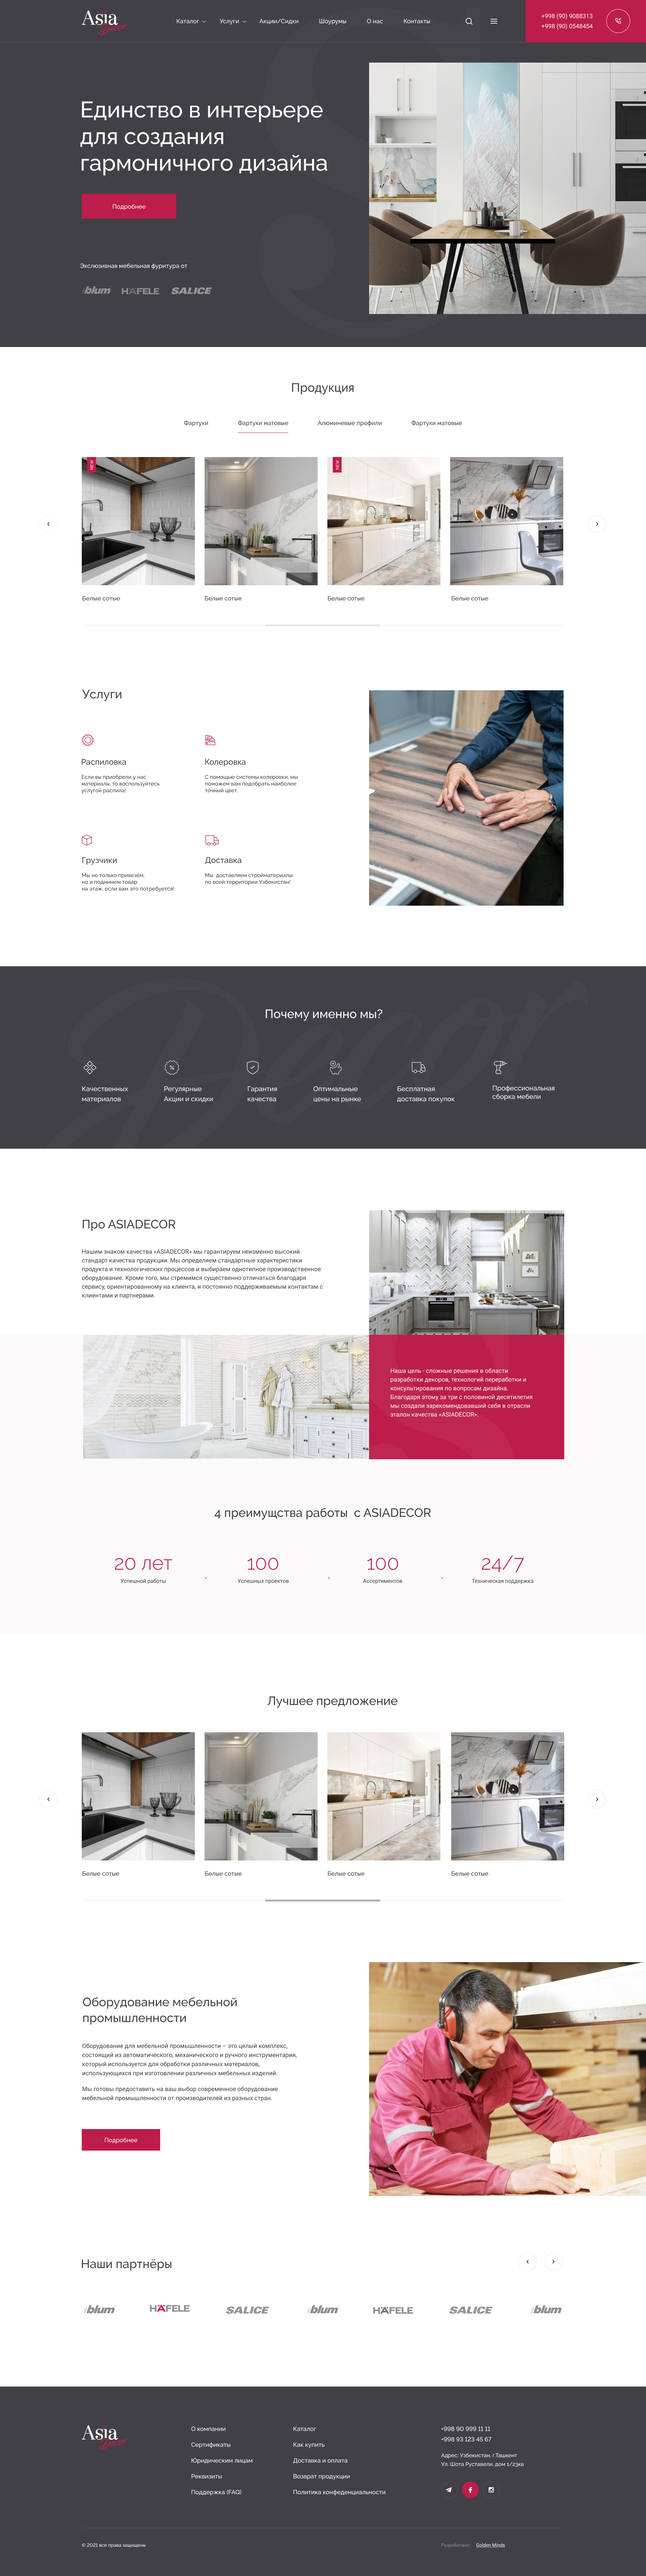 Asia
Decor
Каталог
Услуги
Акции/Сидки
Шоурумы
О нас
Контакты
+998 (90) 9088313
+998 (90) 0548454
Единство в интерьере
для создания
гармоничного дизайна
Подробнее
Экслюзивная мебельная фуритура от
blum HÄFELE SALICE
Продукция
Фартуки
Фартуки матовые
Алюминевые профили
Фартуки матовые
NEW
NEW
Белые сотые
Белые сотые
Белые сотые
Белые сотые
Услуги
Распиловка
Если вы приобрели у нас
материалы, то воспользуйтесь
услугой распила!
Колеровка
С помощью системы колеровки, мы
поможем вам подобрать наиболее
точный цвет.
Грузчики
Мы не только привезём,
но и поднимем товар
на этаж, если вам это потребуется!
Доставка
Мы доставляем стройматериалы
по всей территории Узбекистан!
Почему именно мы?
Качественных
материалов
Регулярные
Акции и скидки
Гарантия
качества
Оптимальные
цены на рынке
Бесплатная
доставка покупок
Профессиональная
сборка мебели
Про ASIADECOR
Нашим знаком качества «ASIADECOR» мы гарантируем неизменно высокий
стандарт качества продукции. Мы определяем стандартные характеристики
продукта и технологических процессов и выбираем однотипное производственное
оборудование. Кроме того, мы стремимся существенно отличаться благодаря
сервису, ориентированному на клиента, и постоянно поддерживаемым контактам с
клиентами и партнерами.
Наша цель - сложные решения в области
разработки декоров, технологий переработки и
консультирования по вопросам дизайна.
Благодаря этому за три с половиной десятилетия
мы создали зарекомендовавший себя в отрасли
эталон качества «ASIADECOR».
4 преимущства работы с ASIADECOR
20 лет
Успешной работы
100
Успешных проектов
100
Ассортиментов
24/7
Техническая поддержка
Лучшее предложение
Белые сотые
Белые сотые
Белые сотые
Белые сотые
Оборудование мебельной
промышленности
Оборудование для мебельной промышленности – это целый комплекс,
состоящий из автоматического, механического и ручного инструментария,
который используется для обработки различных материалов,
использующихся при изготовлении различных мебельных изделий.
Мы готовы предоставить на ваш выбор современное оборудование
мебельной промышленности от производителей из разных стран.
Подробнее
Наши партнёры
blum HÄFELE SALICE blum HÄFELE SALICE blum
Asia
Decor
О компании
Сертификаты
Юридическим лицам
Реквизиты
Поддержка (FAQ)
Каталог
Как купить
Доставка и оплата
Возврат продукции
Политика конфеденциальности
+998 90 999 11 11
+998 93 123 45 67
Адрес: Узбекистан, г.Ташкент
Ул. Шота Руставели, дом 1/23ка
© 2021 все права защищены
Разработано: Golden Minds